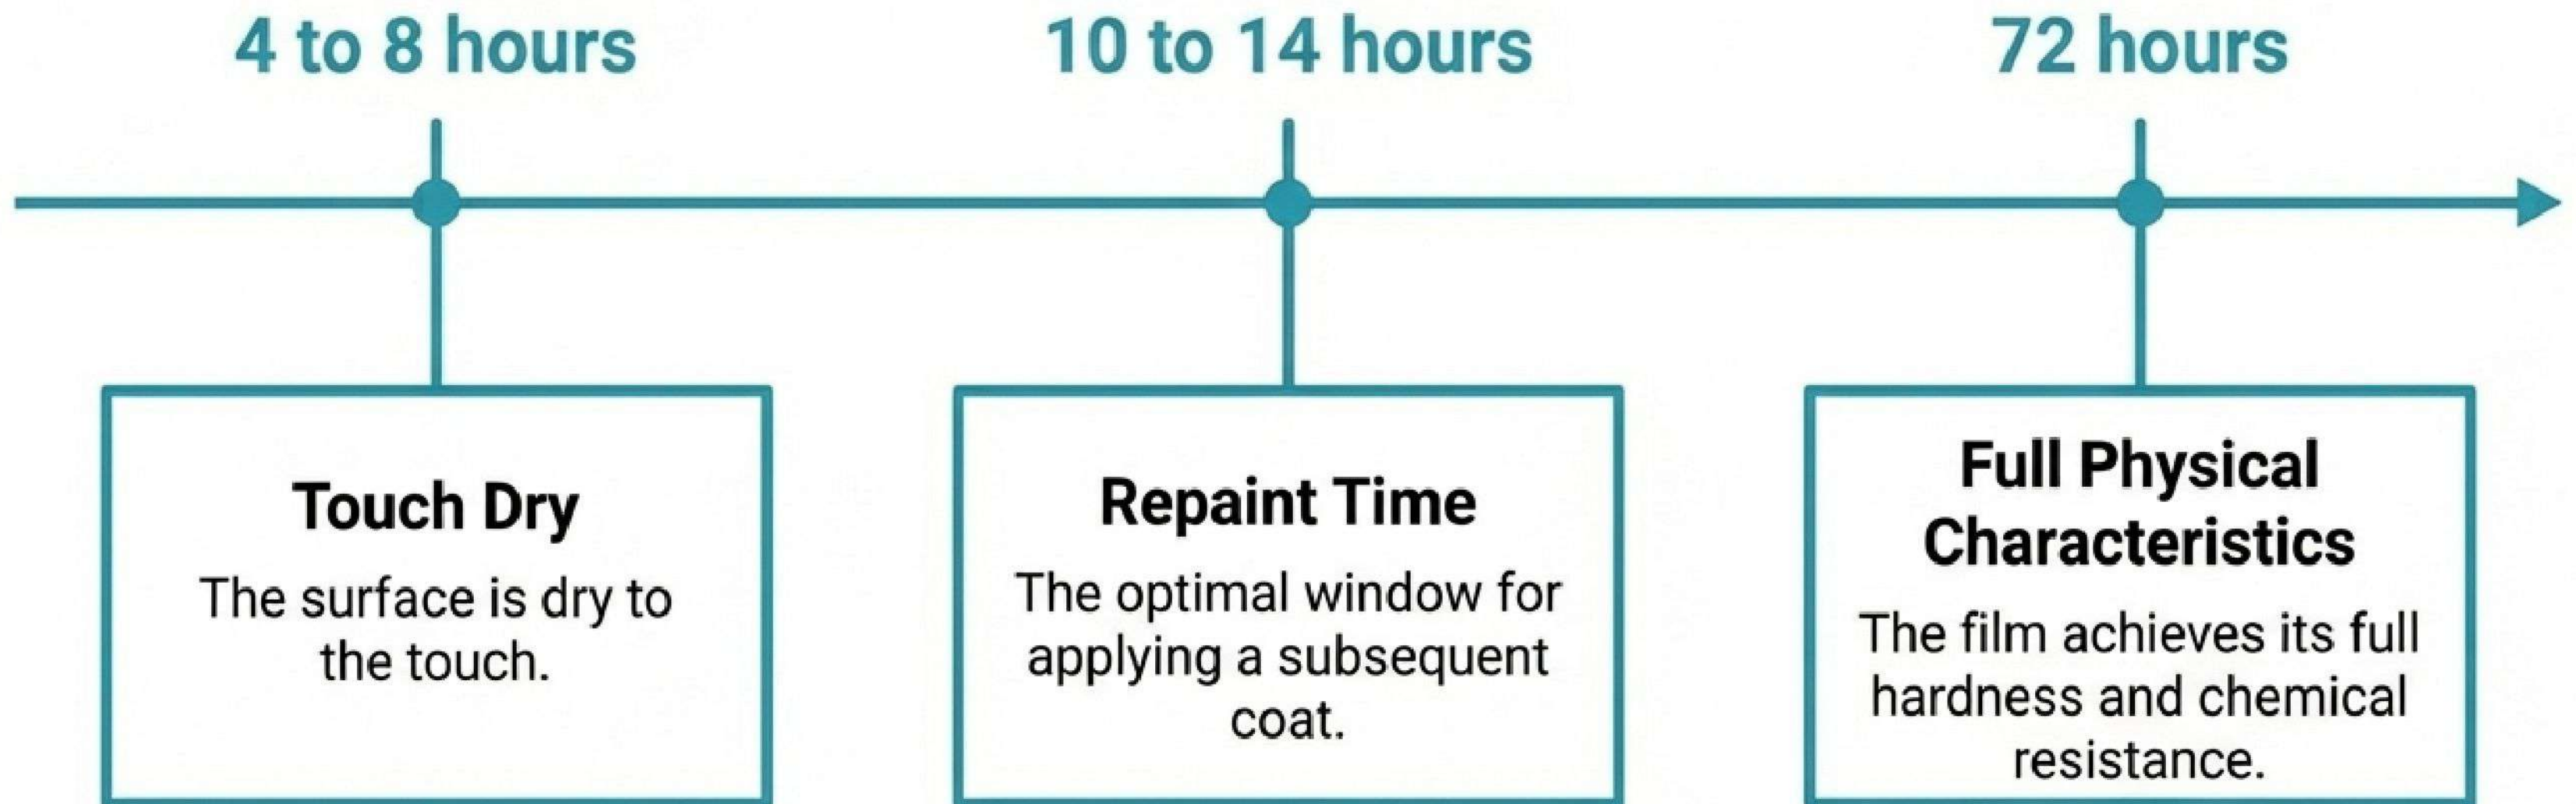 4 to 8 hours
10 to 14 hours
72 hours
Touch Dry
The surface is dry to
the touch.
Repaint Time
The optimal window for
applying a subsequent
coat.
Full Physical
Characteristics
The film achieves its full
hardness and chemical
resistance.